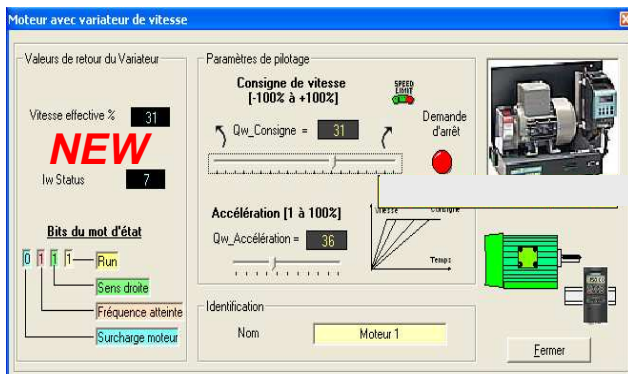 Moteur avec variateur de vitesse
Valeurs de retour du Variateur
Vitesse effective % 31
NEW
Iw Status 7
Bits du mot d'état
0 1 1 1 Run
Sens droite
Fréquence atteinte
Surcharge moteur
Paramètres de pilotage
Consigne de vitesse
[-100% à +100%]
SPEED
LIMIT
Qw_Consigne = 31
Demande
d'arrêt
Accélération [1 à 100%]
Qw_Accélération = 36
Vitesse Consigne
Temps
Identification
Nom Moteur 1
Fermer